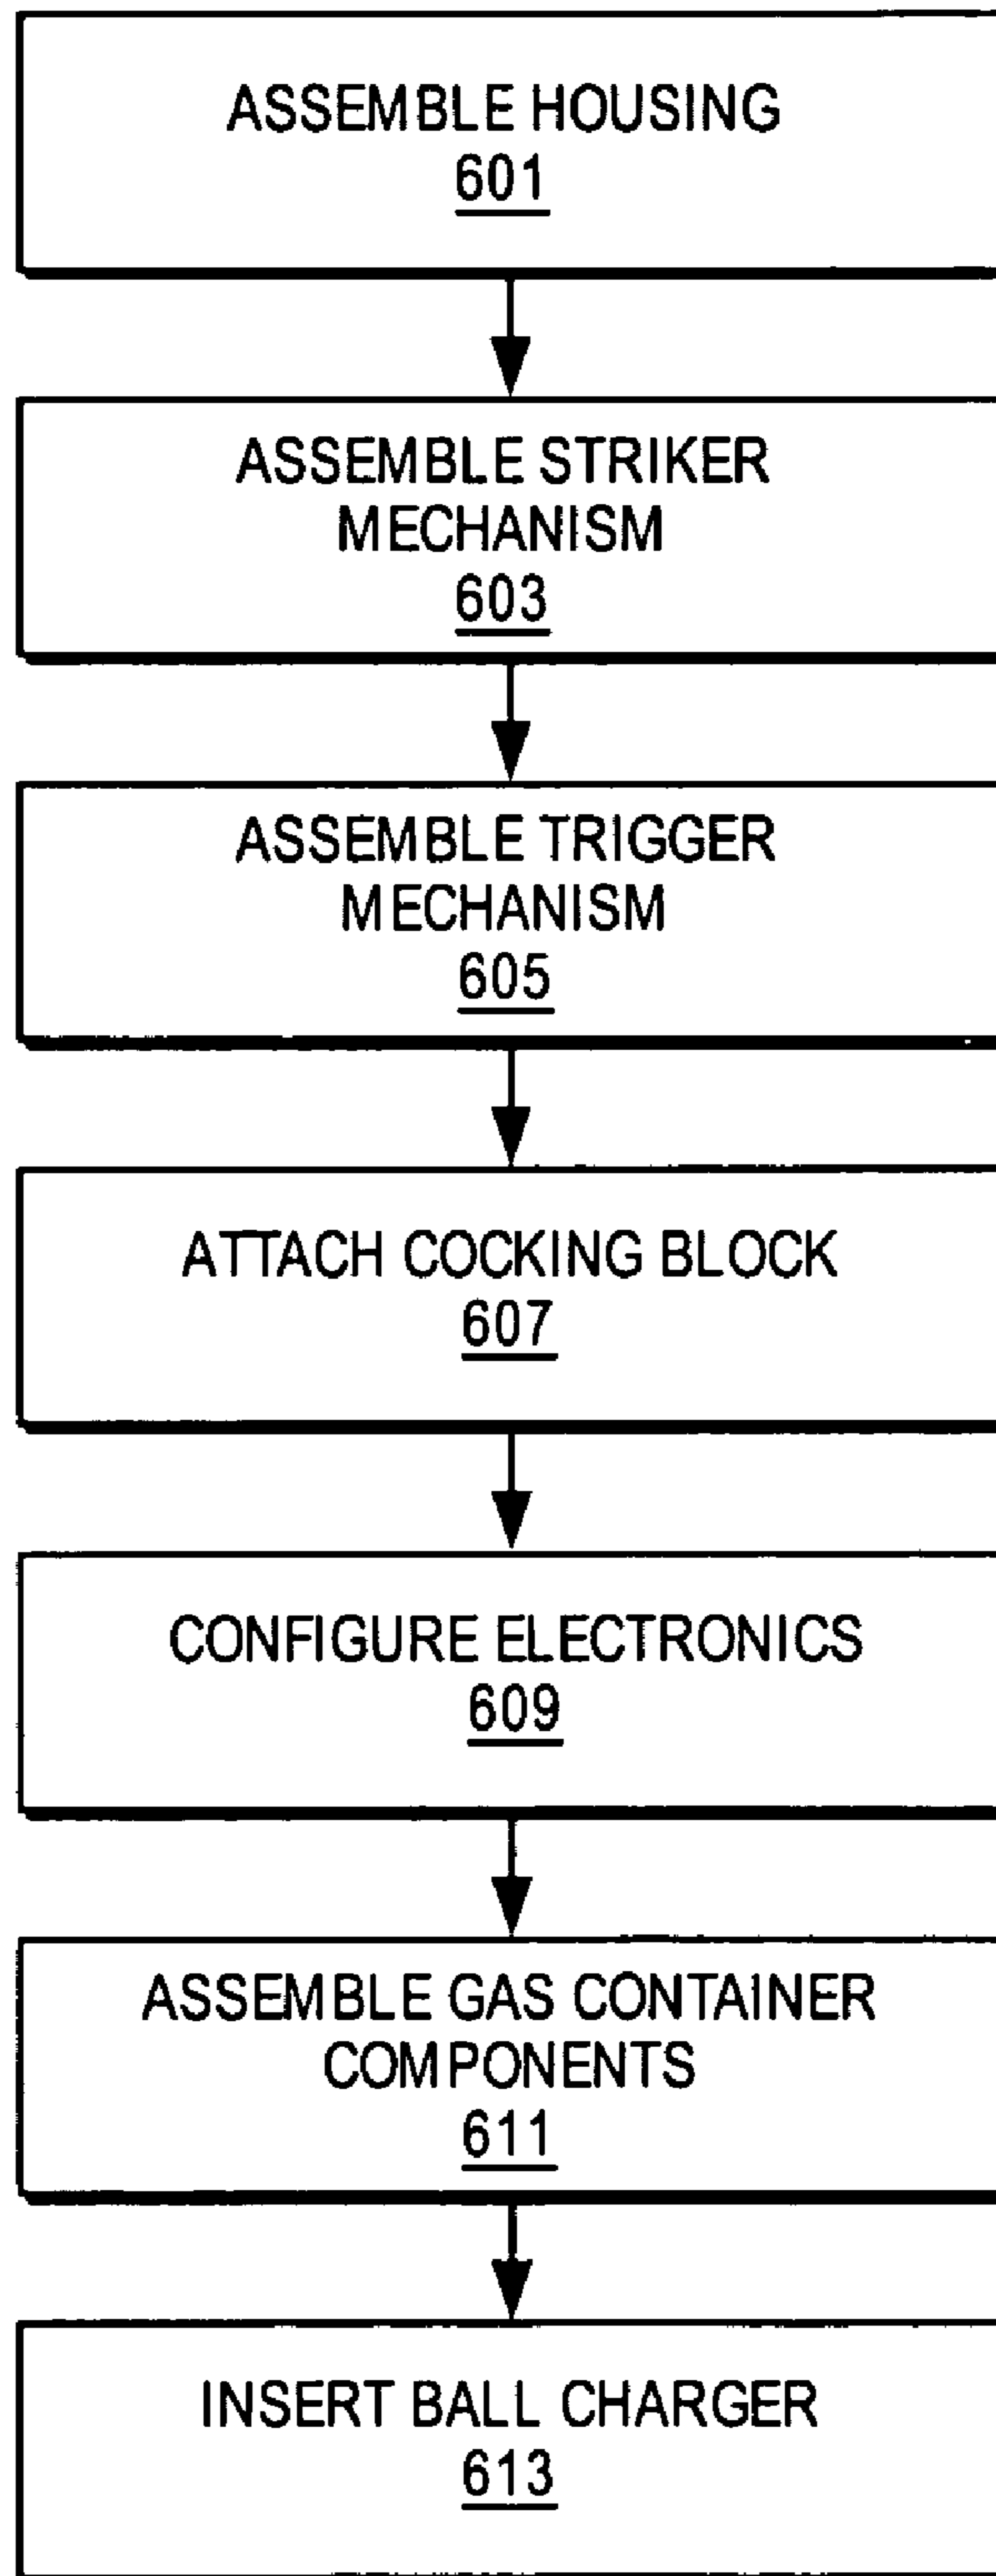 ASSEMBLE HOUSING
601
ASSEMBLE STRIKER
MECHANISM
603
ASSEMBLE TRIGGER
MECHANISM
605
ATTACH COCKING BLOCK
607
CONFIGURE ELECTRONICS
609
ASSEMBLE GAS CONTAINER
COMPONENTS
611
INSERT BALL CHARGER
613